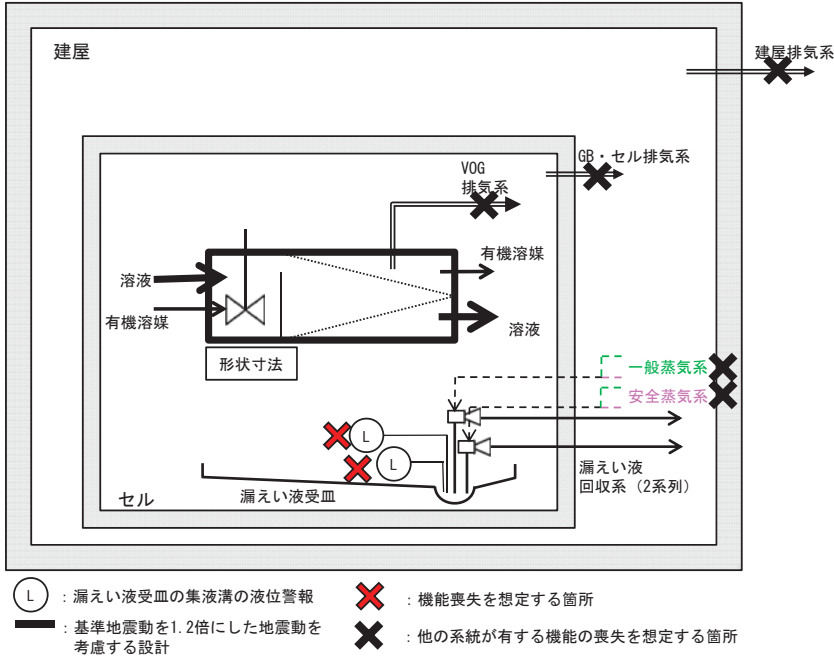 建屋
建屋排気系
GB・セル排気系
VOG
排気系
溶液
有機溶媒
有機溶媒
溶液
形状寸法
一般蒸気系
安全蒸気系
L
L
漏えい液受皿
漏えい液
回収系（2系列）
セル
L
：漏えい液受皿の集液溝の液位警報
：機能喪失を想定する箇所
：基準地震動を1.2倍にした地震動を
考慮する設計
：他の系統が有する機能の喪失を想定する箇所